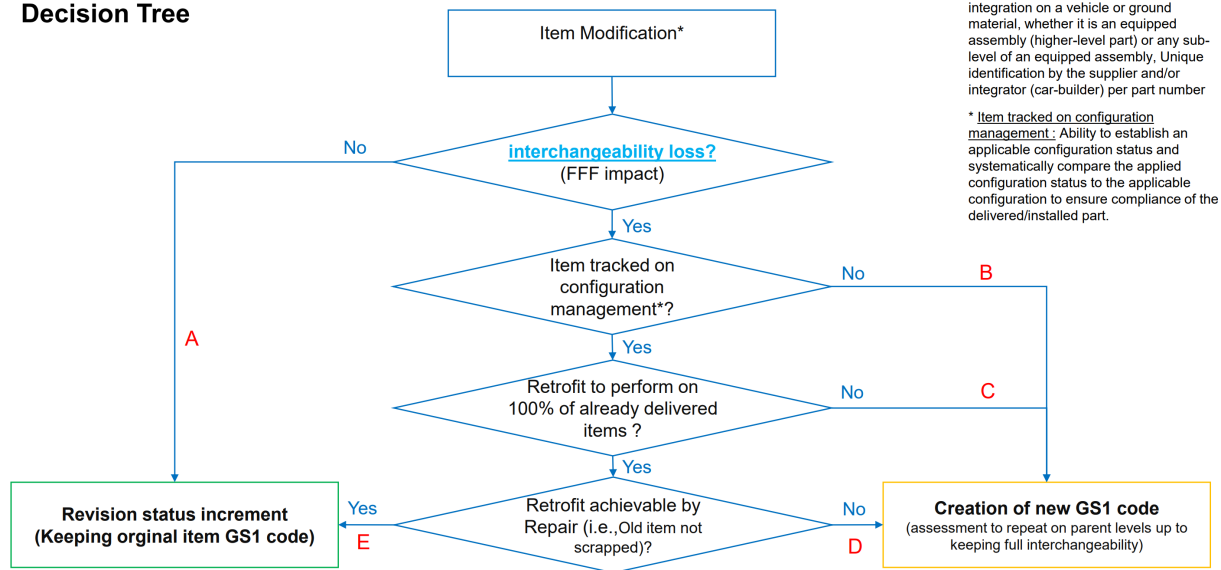 Decision Tree
integration on a vehicle or ground
material, whether it is an equipped
assembly (higher-level part) or any sub-
level of an equipped assembly, Unique
identification by the supplier and/or
integrator (car-builder) per part number
* Item tracked on configuration
management : Ability to establish an
applicable configuration status and
systematically compare the applied
configuration status to the applicable
configuration to ensure compliance of the
delivered/installed part.
Item Modification*
No
interchangeability loss?
(FFF impact)
Yes
Item tracked on
configuration
management*?
No
B
A
Yes
Retrofit to perform on
100% of already delivered
items ?
No
C
Yes
Revision status increment
(Keeping orginal item GS1 code)
Yes
E
Retrofit achievable by
Repair (i.e.,Old item not
scrapped)?
No
D
Creation of new GS1 code
(assessment to repeat on parent levels up to
keeping full interchangeability)